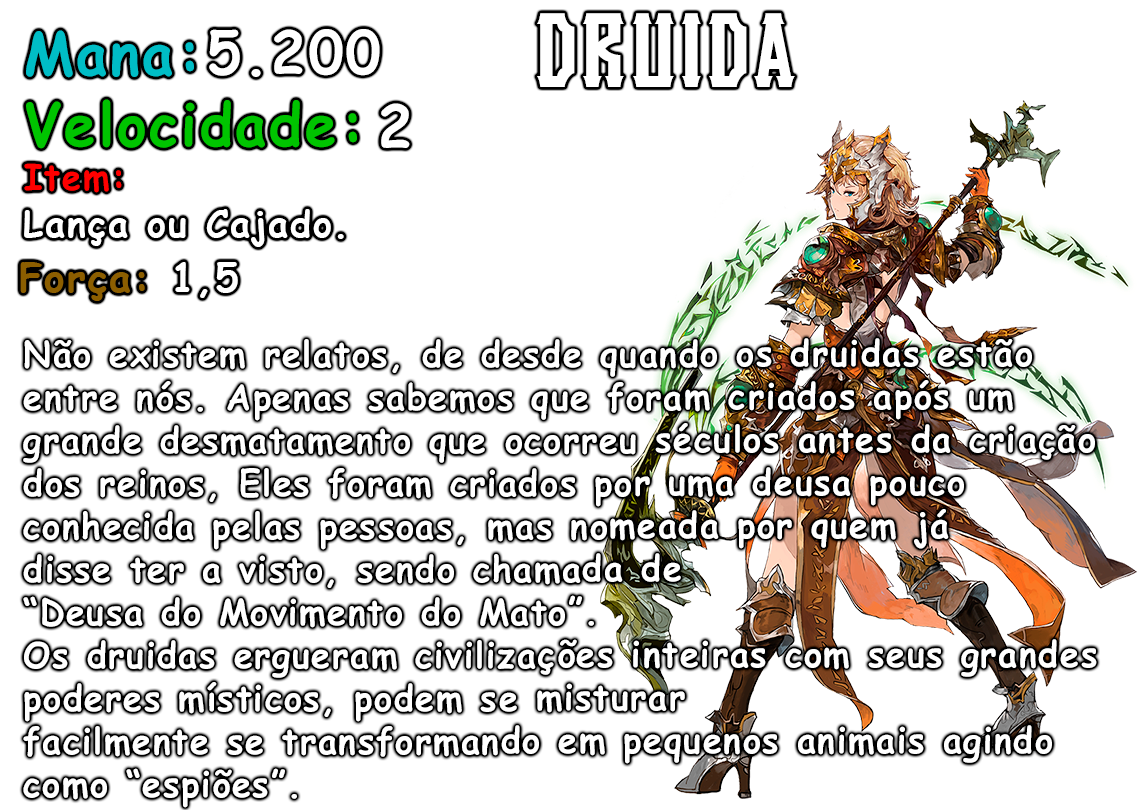 DRUIDA
Mana: 5.200
Velocidade: 2
Item:
Lança ou Cajado.
Força: 1,5
Não existem relatos, de desde quando os druidas estão
entre nós. Apenas sabemos que foram criados após um
grande desmatamento que ocorreu séculos antes da criação
dos reinos, Eles foram criados por uma deusa pouco
conhecida pelas pessoas, mas nomeada por quem já
disse ter a visto, sendo chamada de
“Deusa do Movimento do Mato”.
Os druidas ergueram civilizações inteiras com seus grandes
poderes místicos, podem se misturar
facilmente se transformando em pequenos animais agindo
como “espiões”.